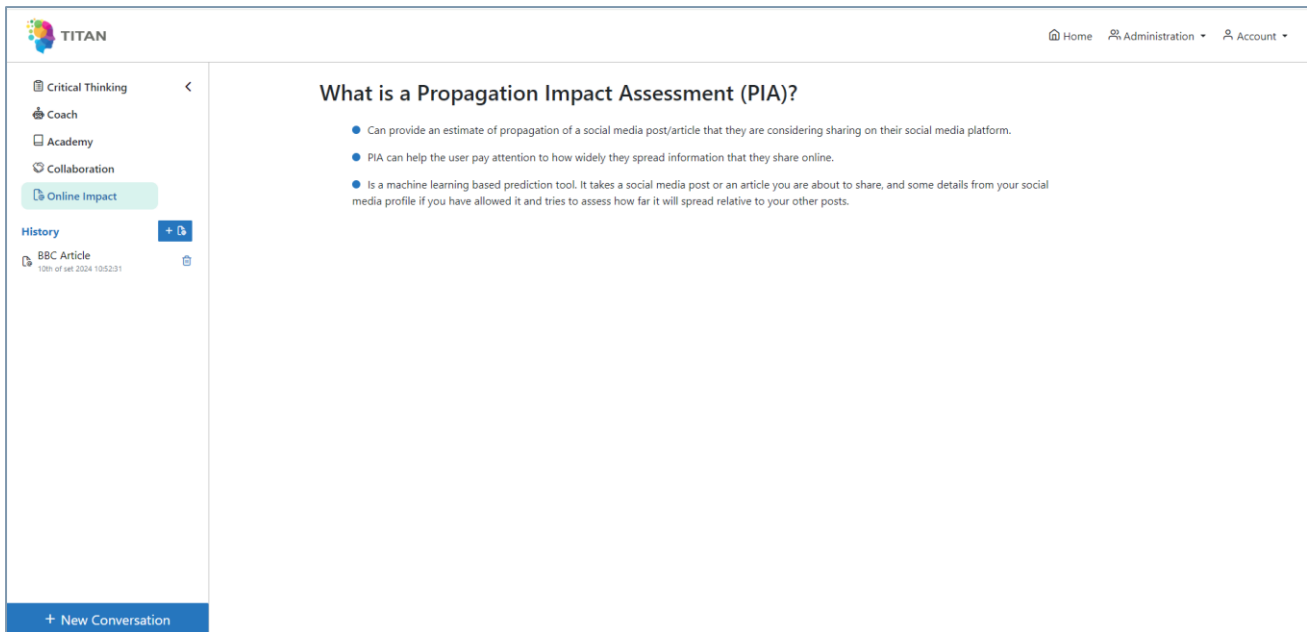 TITAN
Home
Administration
Account
Critical Thinking
Coach
Academy
Collaboration
Online Impact
History
+
BBC Article
10th of set 2024 10:52:31
+ New Conversation
What is a Propagation Impact Assessment (PIA)?
Can provide an estimate of propagation of a social media post/article that they are considering sharing on their social media platform.
PIA can help the user pay attention to how widely they spread information that they share online.
Is a machine learning based prediction tool. It takes a social media post or an article you are about to share, and some details from your social
media profile if you have allowed it and tries to assess how far it will spread relative to your other posts.